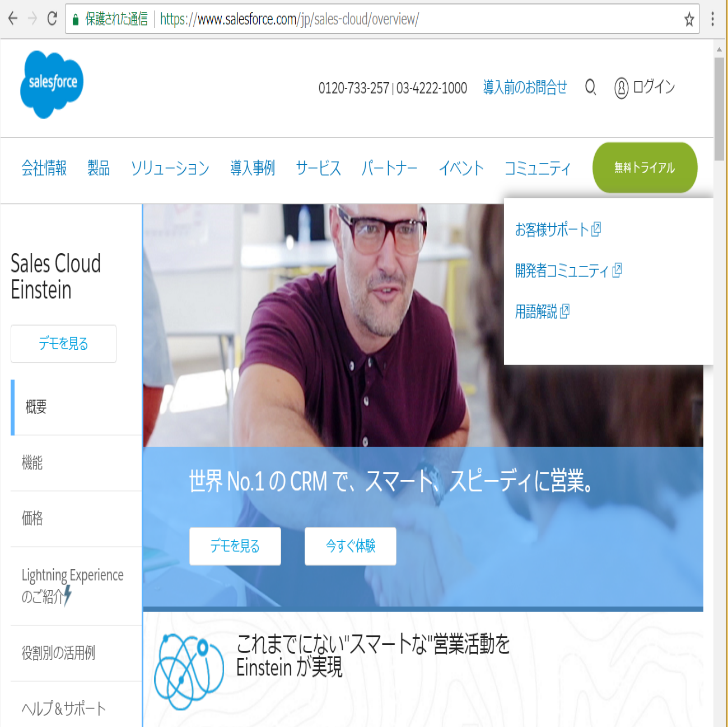 保護された通信 | https://www.salesforce.com/jp/sales-cloud/overview/
salesforce
0120-733-257 | 03-4222-1000 導入前のお問合せ ログイン
会社情報 製品 ソリューション 導入事例 サービス パートナー イベント コミュニティ 無料トライアル
お客様サポート
開発者コミュニティ
用語解説
Sales Cloud
Einstein
デモを見る
概要
機能
価格
Lightning Experience
のご紹介
役割別の活用例
ヘルプ＆サポート
世界 No.1 の CRM で、スマート、スピーディに営業。
デモを見る 今すぐ体験
これまでにない"スマートな"営業活動を
Einstein が実現